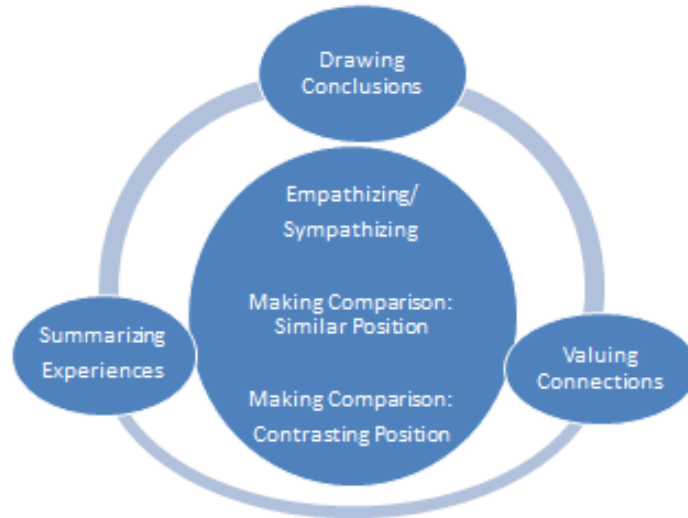 Drawing
Conclusions
Empathizing/
Sympathizing
Making Comparison:
Similar Position
Making Comparison:
Contrasting Position
Summarizing
Experiences
Valuing
Connections